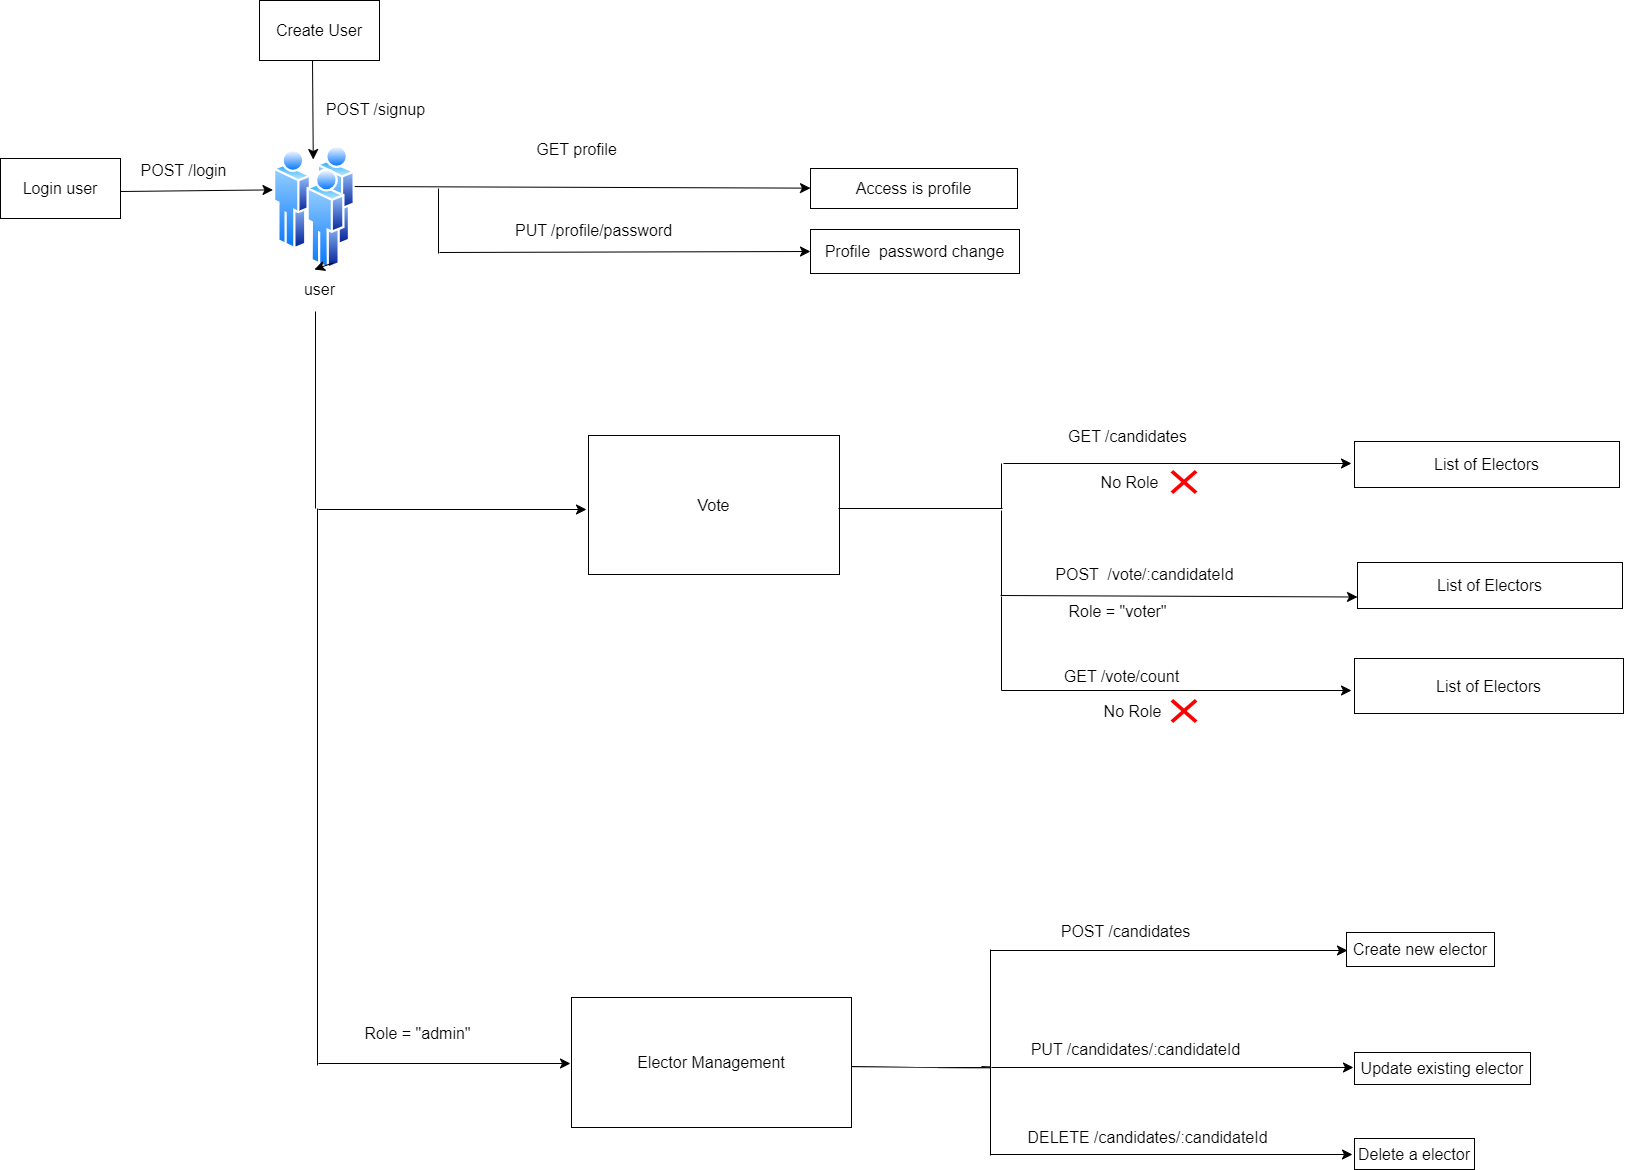 Create User
POST /signup
Login user
POST /login
GET profile
Access is profile
PUT /profile/password
Profile  password change
user
Vote
GET /candidates
No Role
List of Electors
POST  /vote/:candidateId
Role = "voter"
List of Electors
GET /vote/count
No Role
List of Electors
Role = "admin"
Elector Management
POST /candidates
Create new elector
PUT /candidates/:candidateId
Update existing elector
DELETE /candidates/:candidateId
Delete a elector